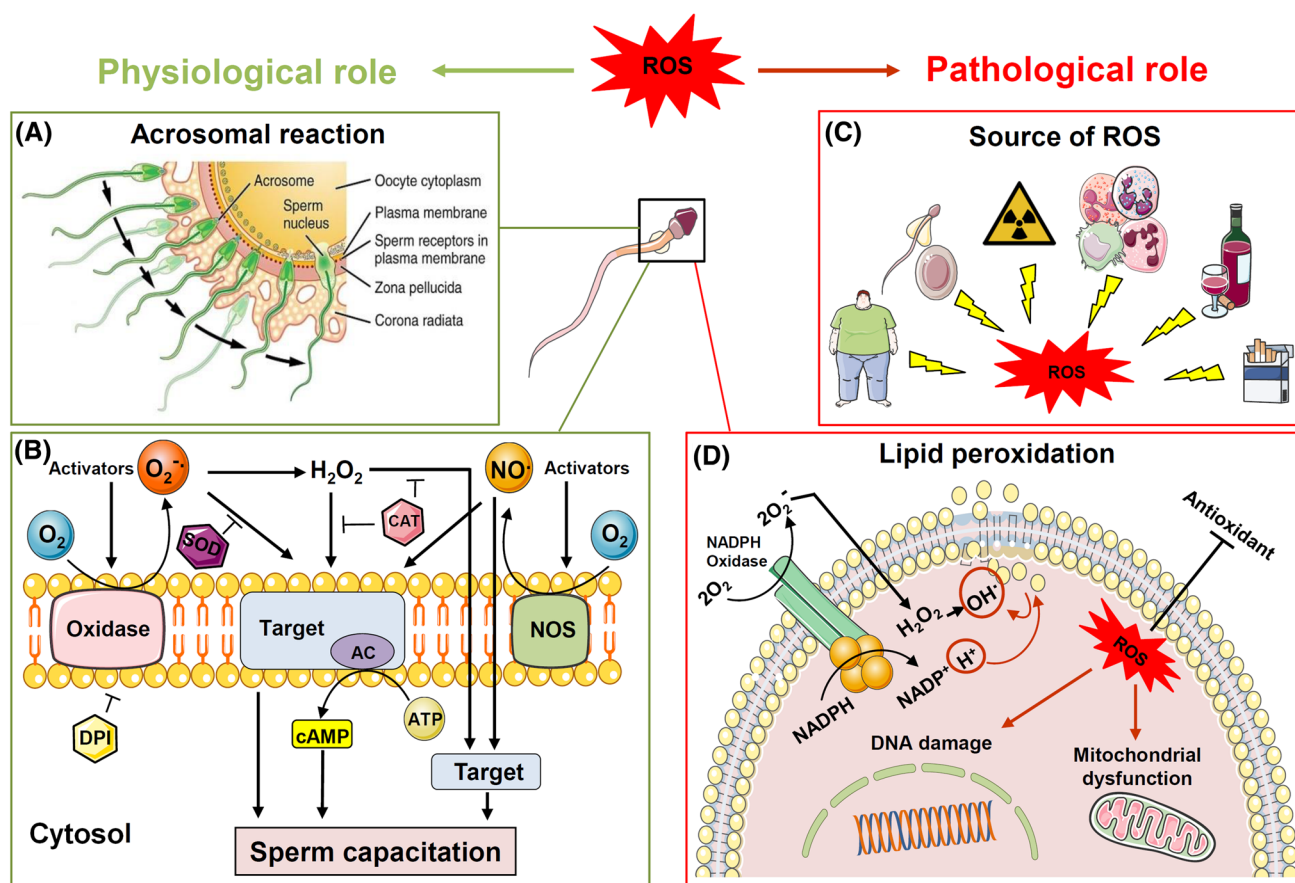 Physiological role
ROS
Pathological role
(A)
Acrosomal reaction
Acrosome
Sperm
nucleus
Oocyte cytoplasm
Plasma membrane
Sperm receptors in
plasma membrane
Zona pellucida
Corona radiata
(C)
Source of ROS
ROS
(B)
Activators
O₂⁻·
H₂O₂
NO·
Activators
O₂
SOD
CAT
O₂
Oxidase
Target
AC
NOS
DPI
cAMP
ATP
Target
Cytosol
Sperm capacitation
(D)
Lipid peroxidation
2O₂⁻
NADPH
Oxidase
2O₂
H₂O₂
OH·
NADPH
NADP⁺
H⁺
Antioxidant
ROS
DNA damage
Mitochondrial
dysfunction